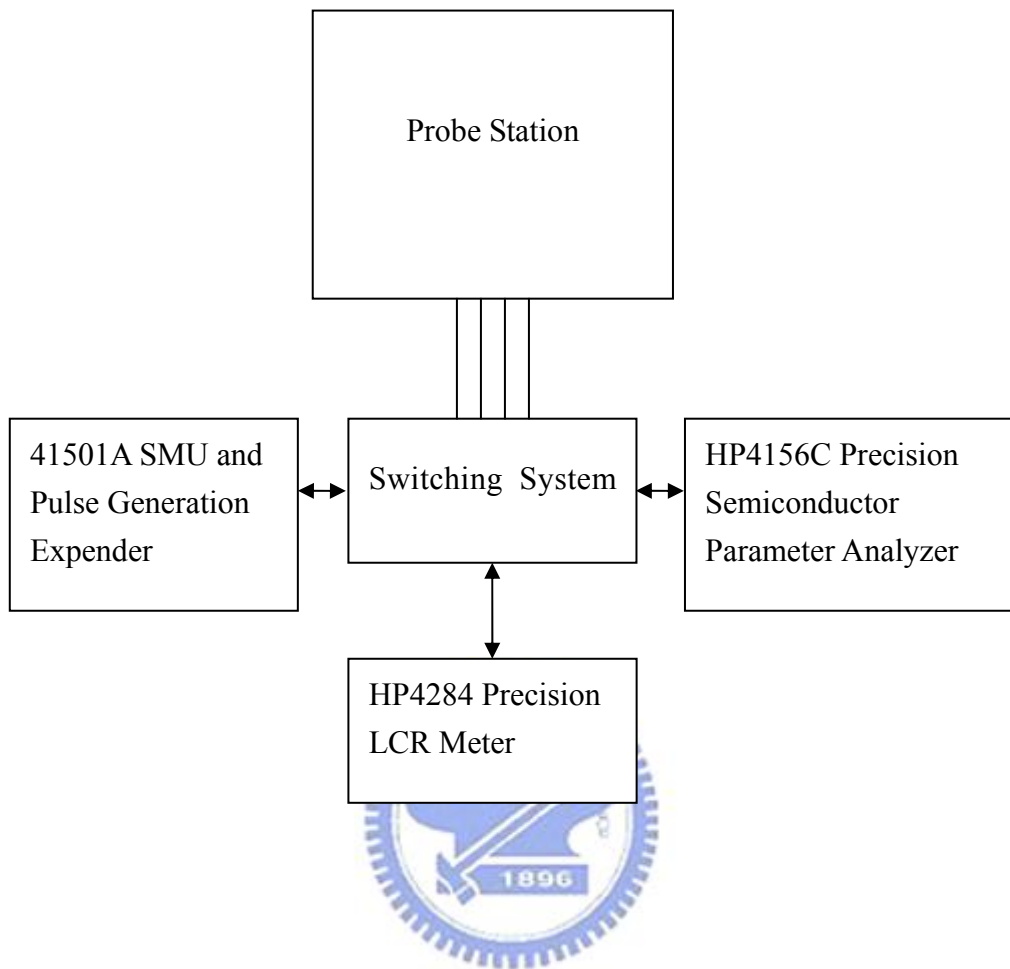 Probe Station
41501A SMU and
Pulse Generation
Expender
Switching System
HP4156C Precision
Semiconductor
Parameter Analyzer
HP4284 Precision
LCR Meter
1896